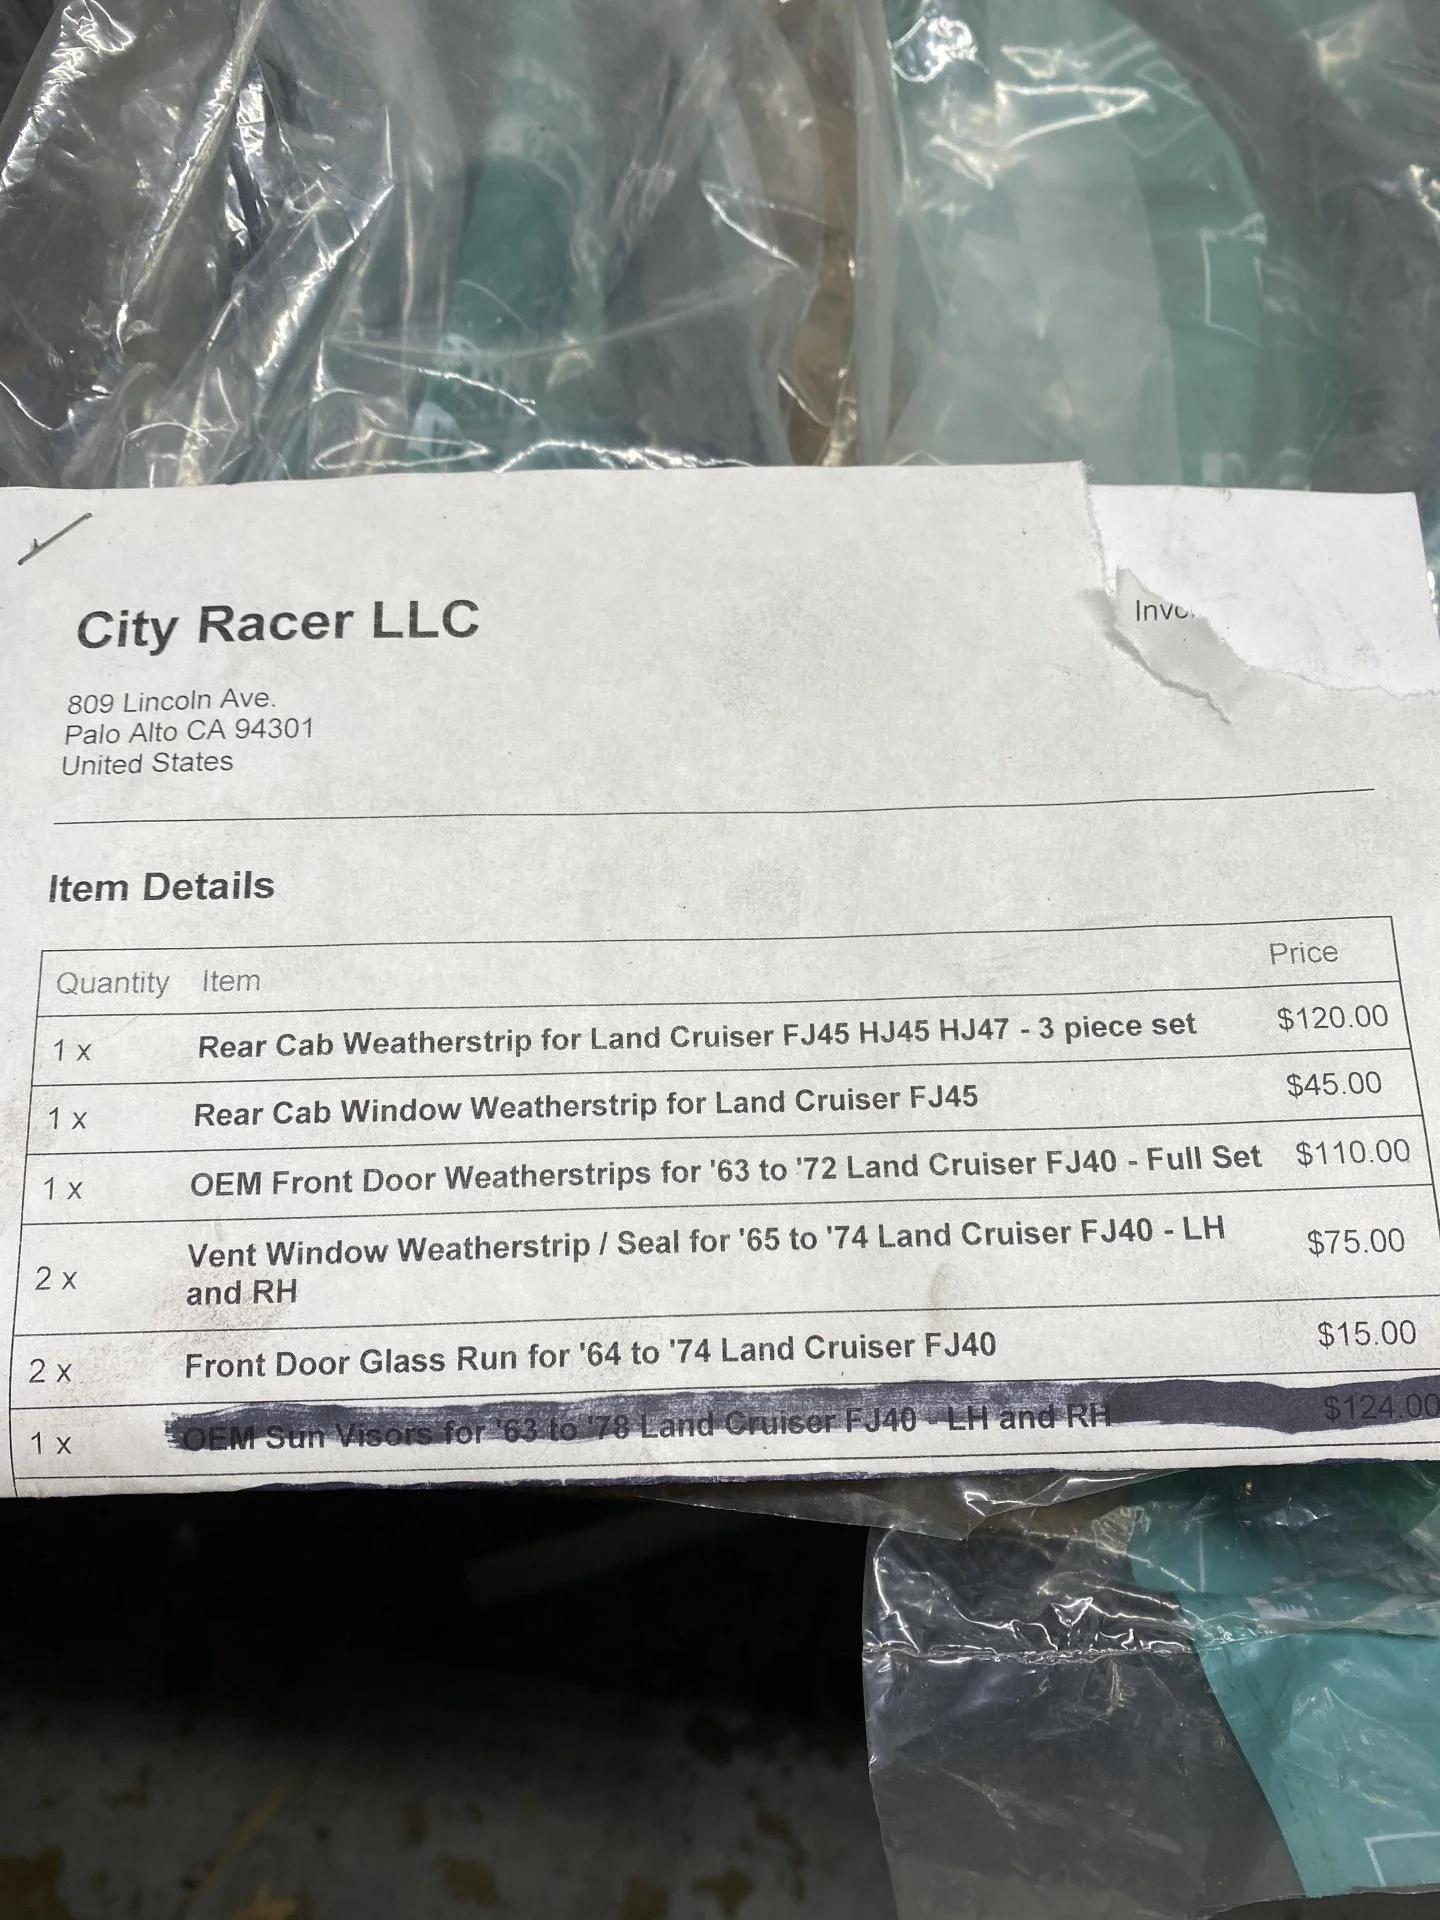 City Racer LLC
809 Lincoln Ave.
Palo Alto CA 94301
United States
Item Details
Quantity Item Price
1 x Rear Cab Weatherstrip for Land Cruiser FJ45 HJ45 HJ47 - 3 piece set $120.00
1 x Rear Cab Window Weatherstrip for Land Cruiser FJ45 $45.00
1 x OEM Front Door Weatherstrips for '63 to '72 Land Cruiser FJ40 - Full Set $110.00
2 x Vent Window Weatherstrip / Seal for '65 to '74 Land Cruiser FJ40 - LH $75.00
and RH
2 x Front Door Glass Run for '64 to '74 Land Cruiser FJ40 $15.00
1 x OEM Sun Visors for '63 to '78 Land Cruiser FJ40 - LH and RH $124.00